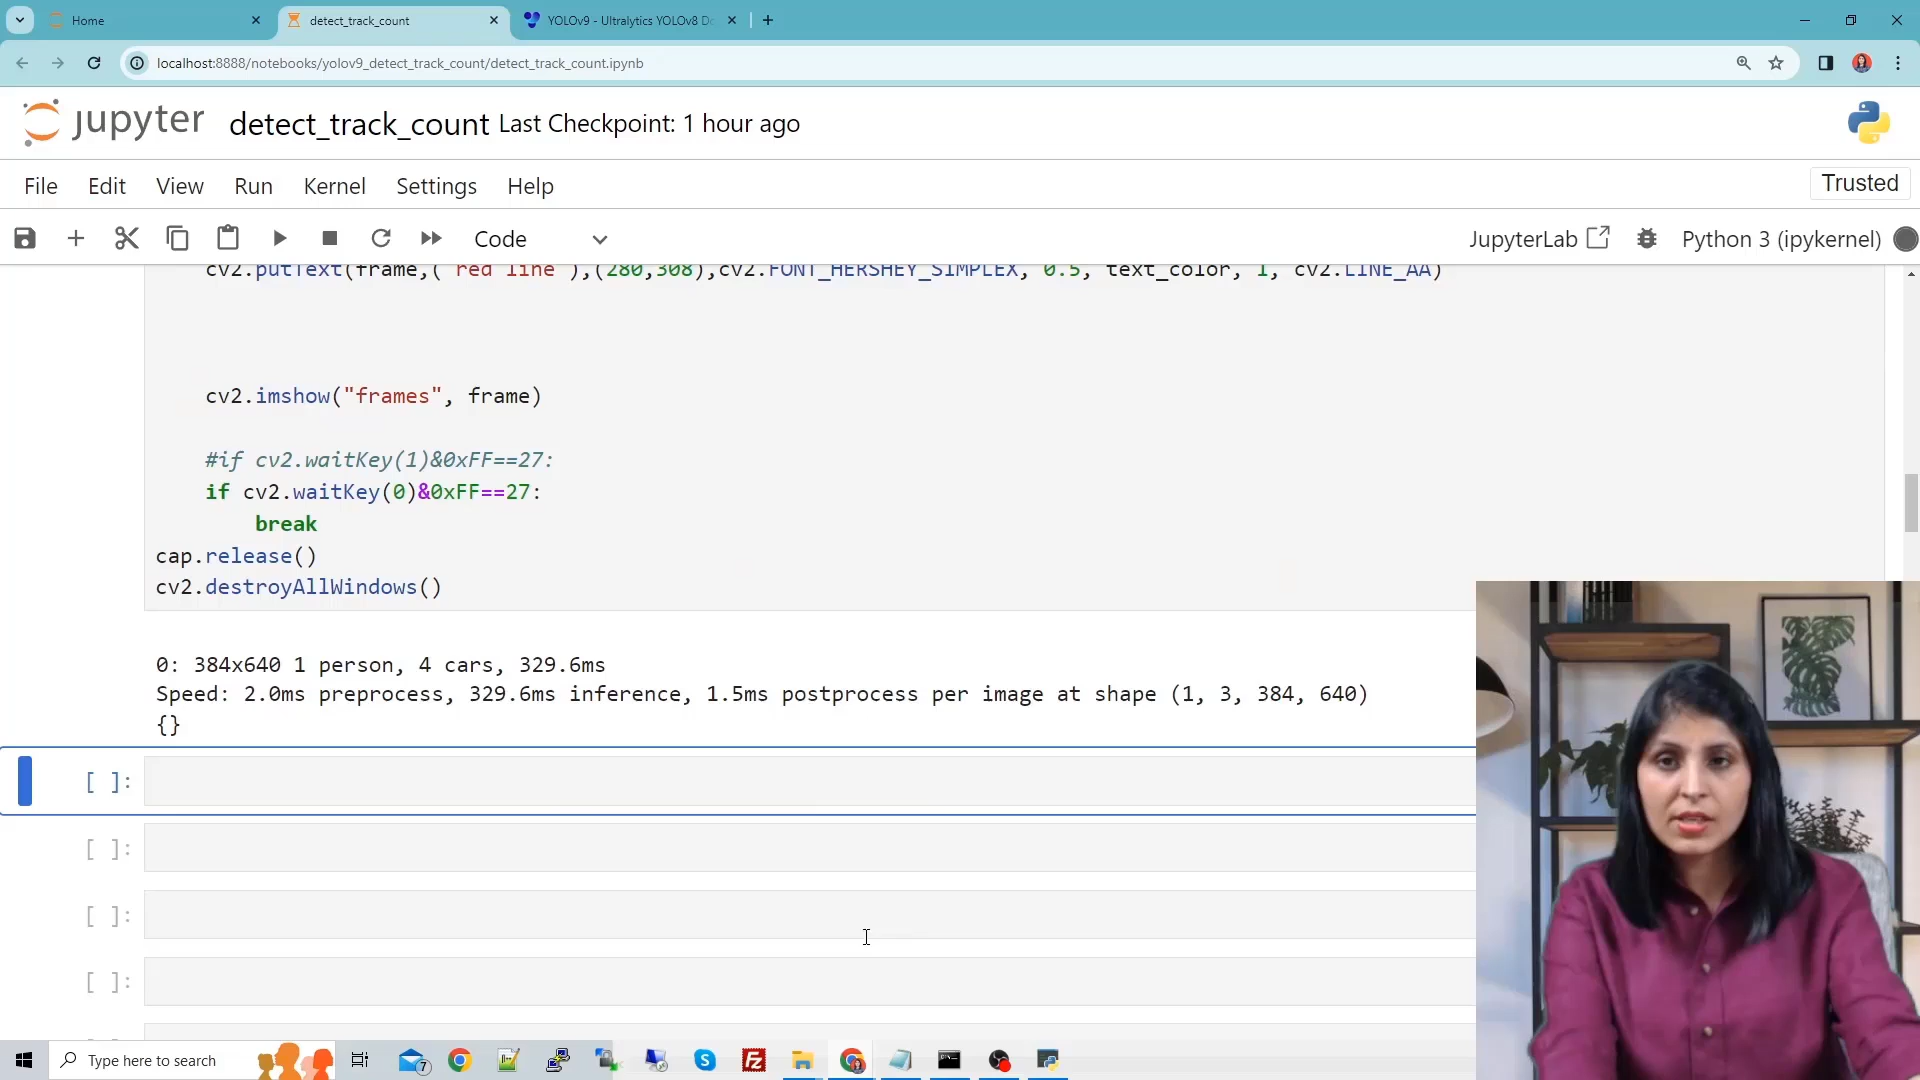 Home
detect_track_count
YOLOv9 - Ultralytics YOLOv8 Do
localhost:8888/notebooks/yolov9_detect_track_count/detect_track_count.ipynb
jupyter detect_track_count Last Checkpoint: 1 hour ago
File Edit View Run Kernel Settings Help
Trusted
Code
JupyterLab
Python 3 (ipykernel)
cv2.putText(frame,('red line'),(280,308),cv2.FONT_HERSHEY_SIMPLEX, 0.5, text_color, 1, cv2.LINE_AA)
cv2.imshow("frames", frame)
#if cv2.waitKey(1)&0xFF==27:
if cv2.waitKey(0)&0xFF==27:
break
cap.release()
cv2.destroyAllWindows()
0: 384x640 1 person, 4 cars, 329.6ms
Speed: 2.0ms preprocess, 329.6ms inference, 1.5ms postprocess per image at shape (1, 3, 384, 640)
{}
[ ]:
[ ]:
[ ]:
[ ]:
Type here to search
7